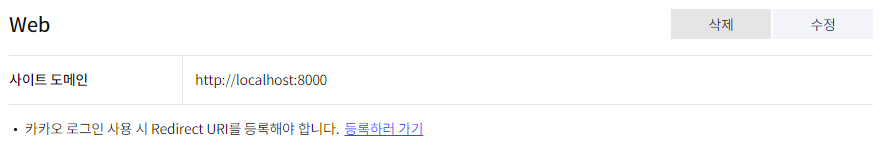 Web
삭제 수정
사이트 도메인 http://localhost:8000
• 카카오 로그인 사용 시 Redirect URI를 등록해야 합니다. 등록하러 가기